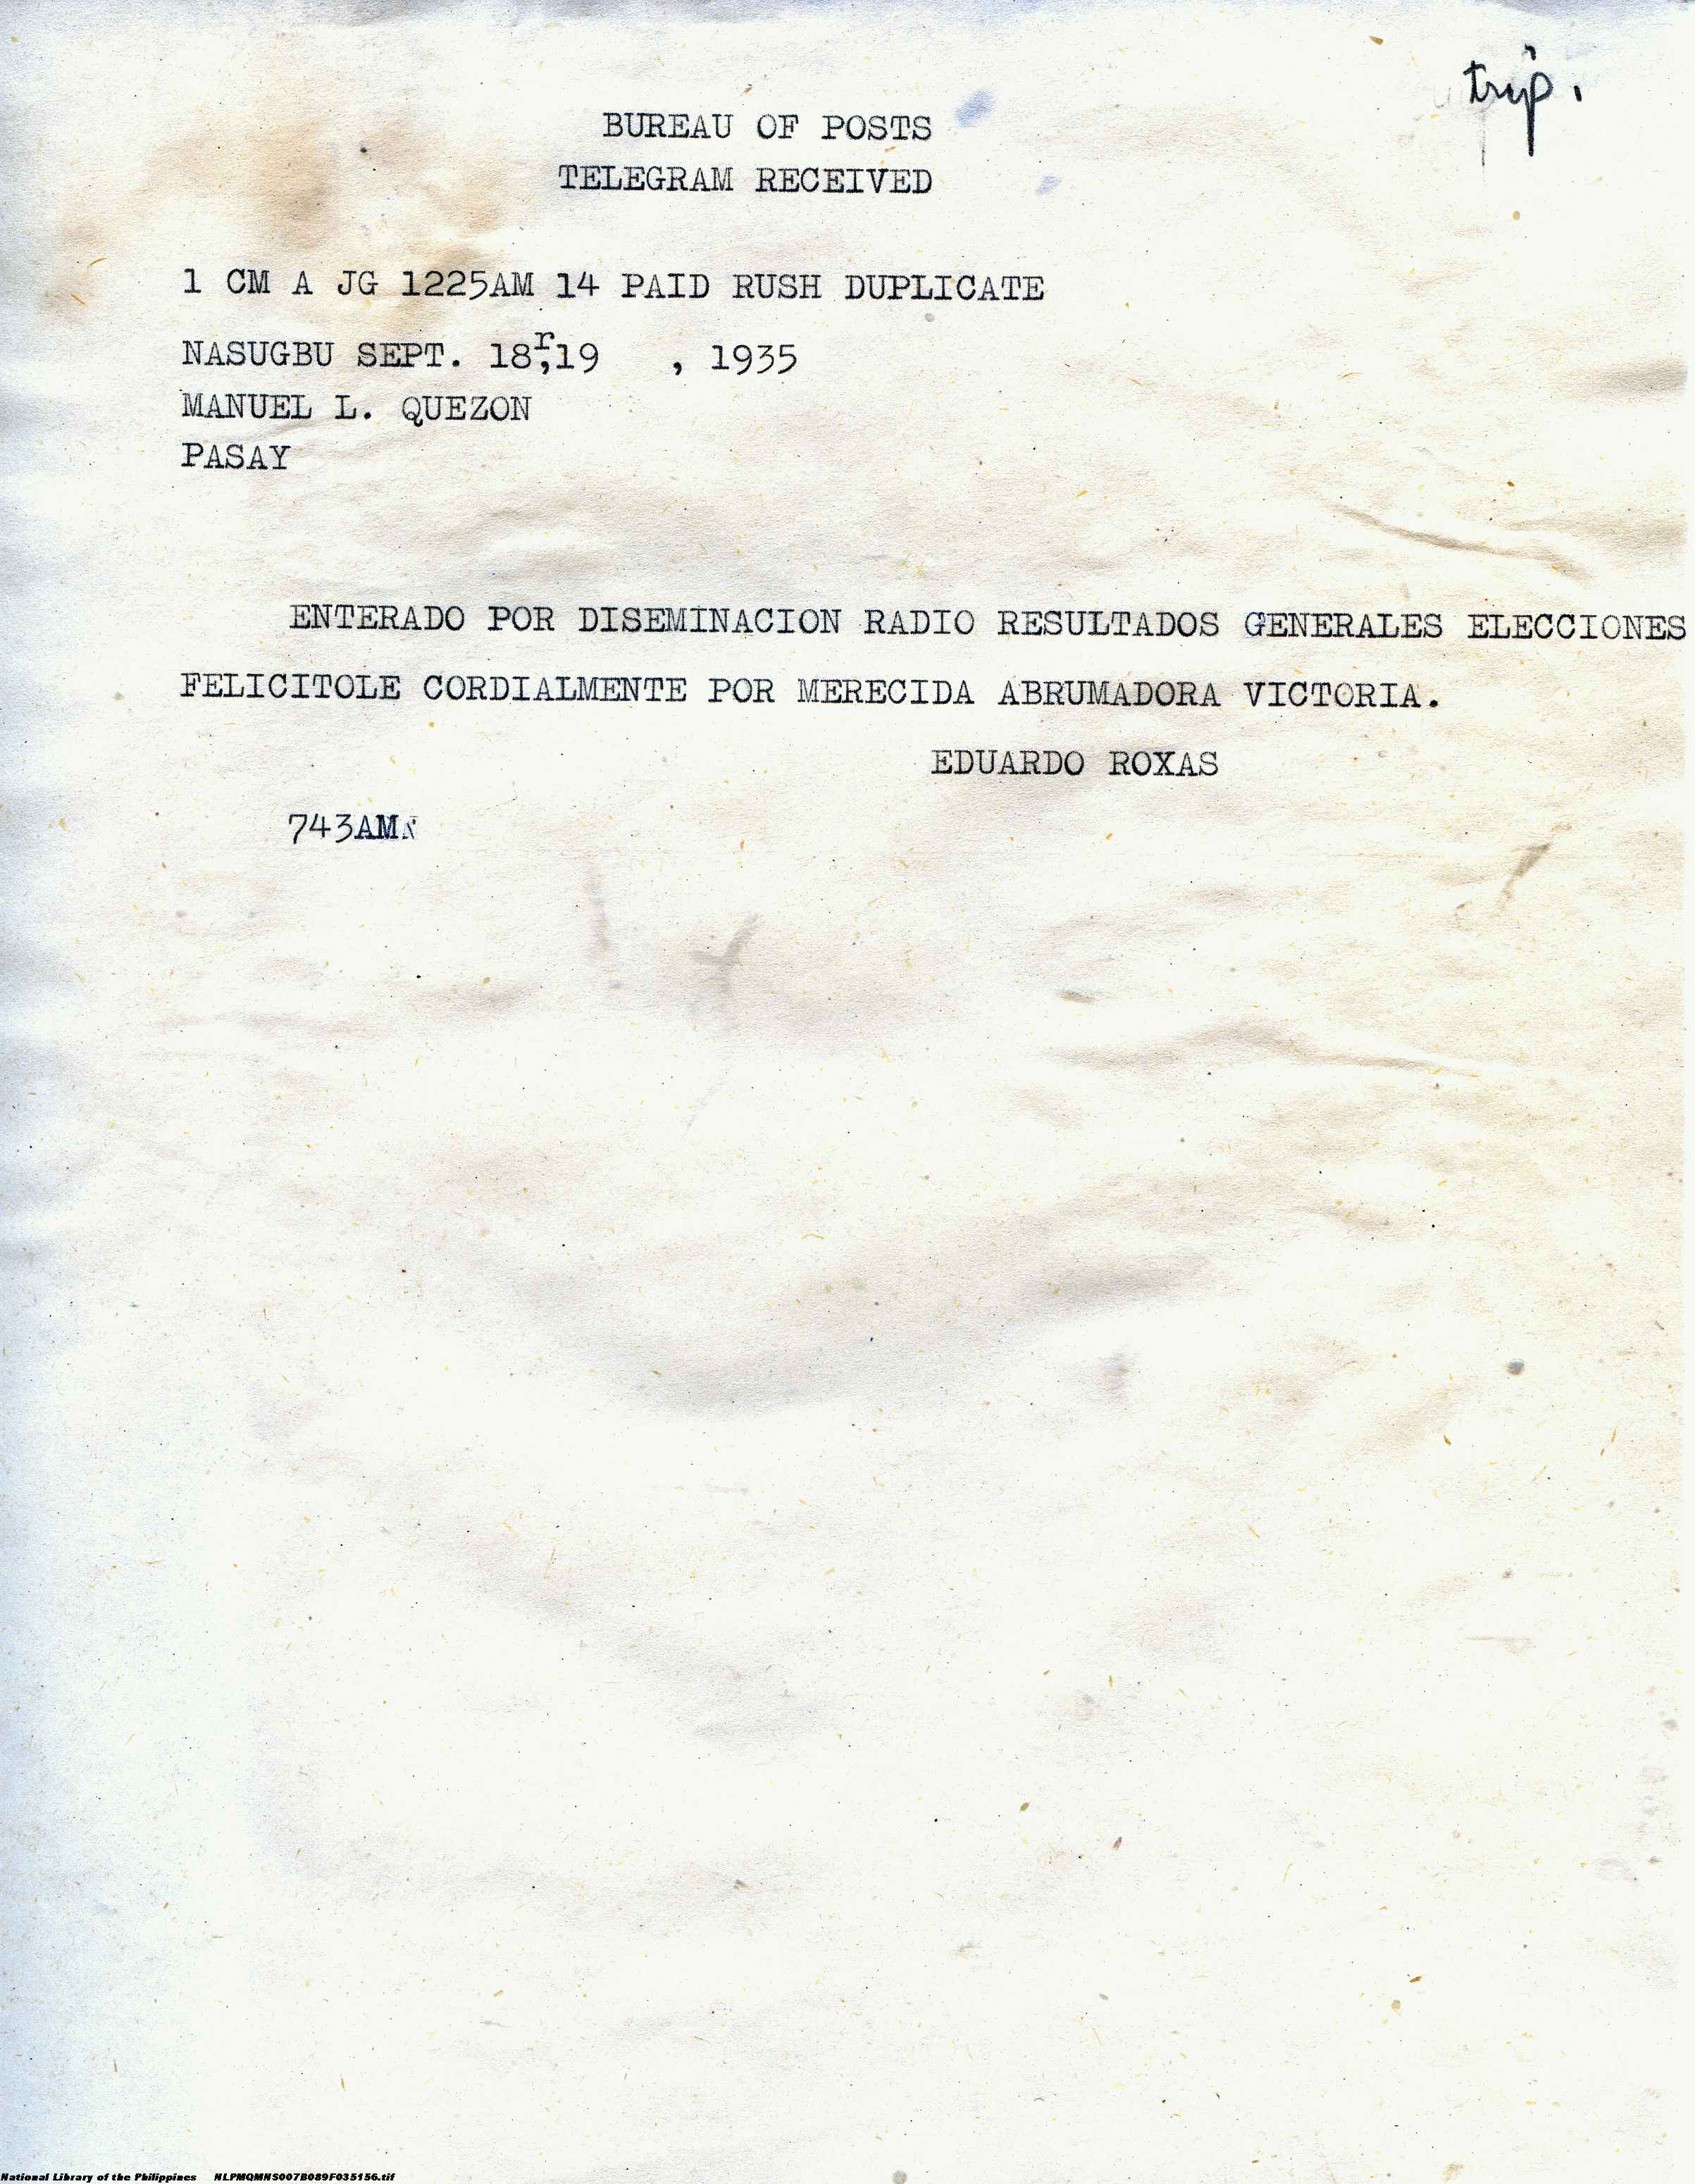 trip.
BUREAU OF POSTS
TELEGRAM RECEIVED
1 CM A JG 1225AM 14 PAID RUSH DUPLICATE
NASUGBU SEPT. 18r,19 , 1935
MANUEL L. QUEZON
PASAY
ENTERADO POR DISEMINACION RADIO RESULTADOS GENERALES ELECCIONES
FELICITOLE CORDIALMENTE POR MERECIDA ABRUMADORA VICTORIA.
EDUARDO ROXAS
743AM
National Library of the Philippines NLPMQMNS007B089F035156.tif